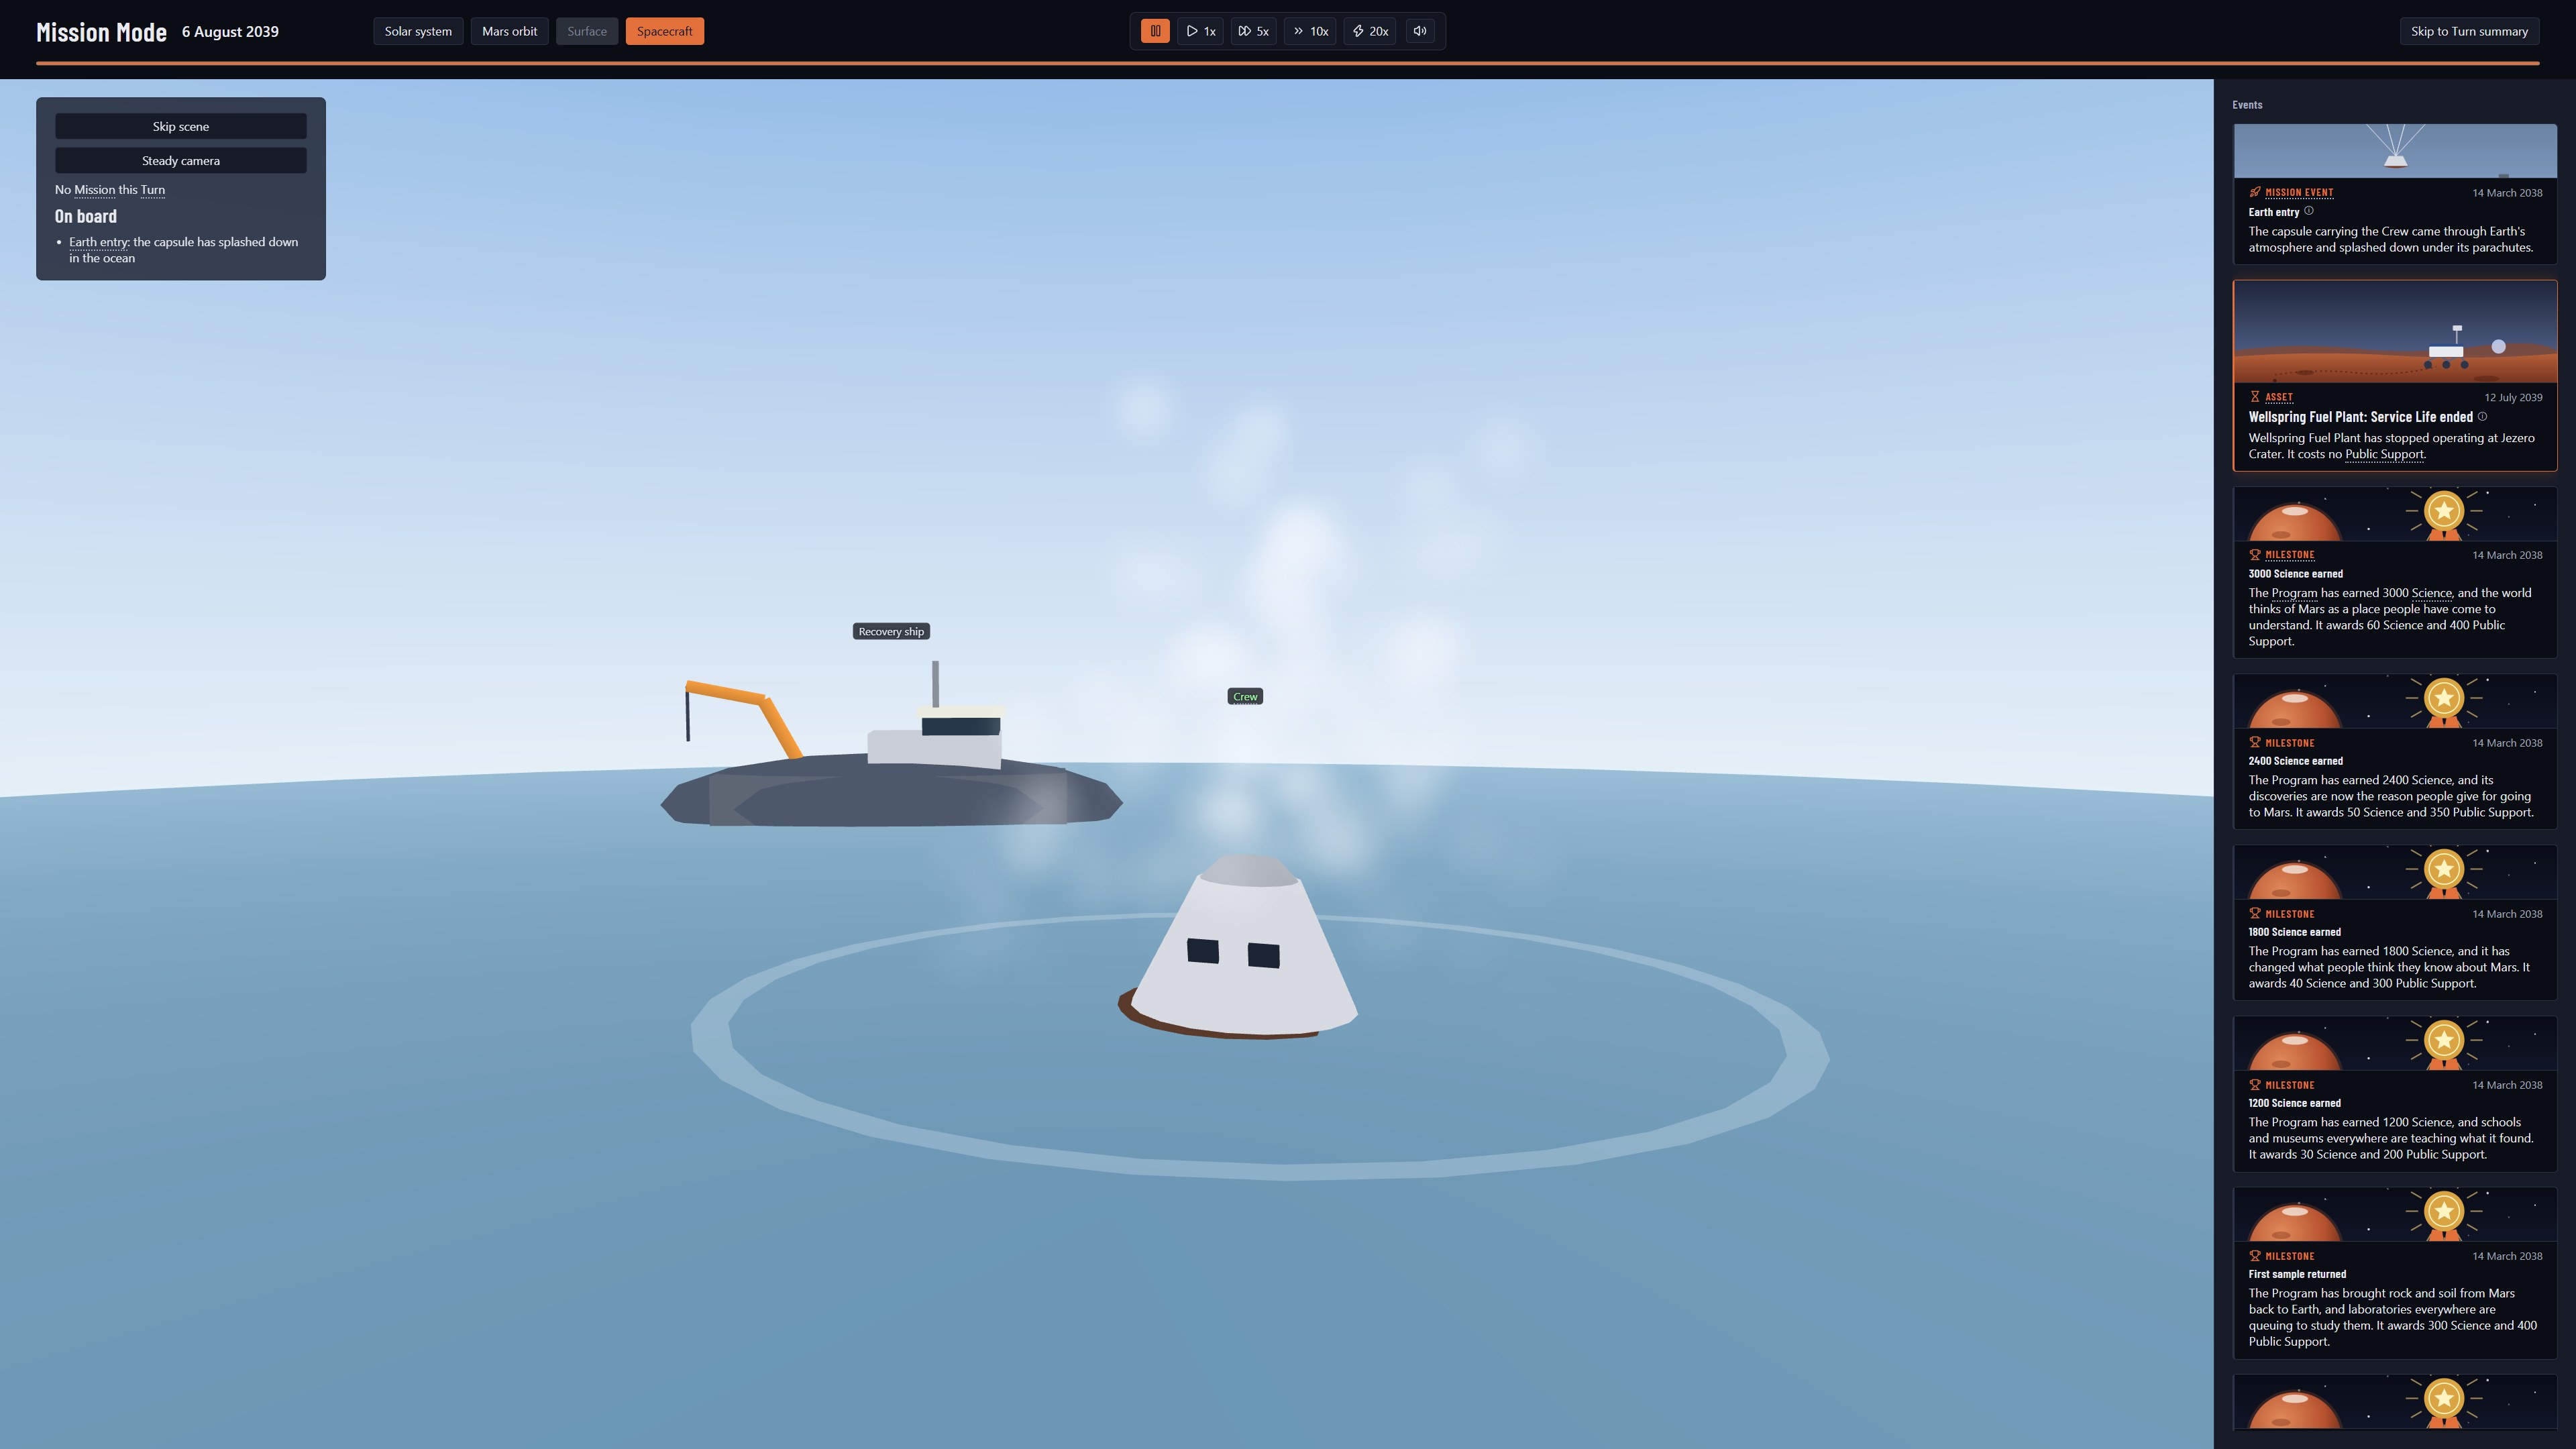 Mission Mode
6 August 2039
Solar system
Mars orbit
Surface
Spacecraft
1x
5x
10x
20x
Skip to Turn summary
Skip scene
Steady camera
No Mission this Turn
On board
• Earth entry: the capsule has splashed down
in the ocean
Recovery ship
Crew
Events
MISSION EVENT
14 March 2038
Earth entry
The capsule carrying the Crew came through Earth's
atmosphere and splashed down under its parachutes.
ASSET
12 July 2039
Wellspring Fuel Plant: Service Life ended
Wellspring Fuel Plant has stopped operating at Jezero
Crater. It costs no Public Support.
MILESTONE
14 March 2038
3000 Science earned
The Program has earned 3000 Science, and the world
thinks of Mars as a place people have come to
understand. It awards 60 Science and 400 Public
Support.
MILESTONE
14 March 2038
2400 Science earned
The Program has earned 2400 Science, and its
discoveries are now the reason people give for going
to Mars. It awards 50 Science and 350 Public Support.
MILESTONE
14 March 2038
1800 Science earned
The Program has earned 1800 Science, and it has
changed what people think they know about Mars. It
awards 40 Science and 300 Public Support.
MILESTONE
14 March 2038
1200 Science earned
The Program has earned 1200 Science, and schools
and museums everywhere are teaching what it found.
It awards 30 Science and 200 Public Support.
MILESTONE
14 March 2038
First sample returned
The Program has brought rock and soil from Mars
back to Earth, and laboratories everywhere are
queuing to study them. It awards 300 Science and 400
Public Support.